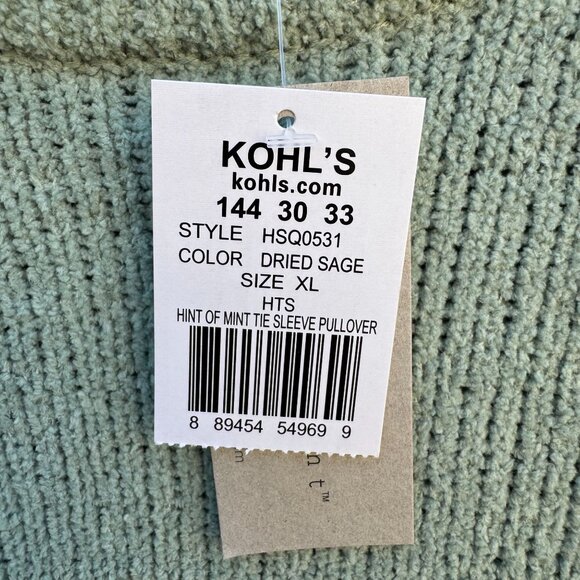 KOHL'S
kohls.com
144 30 33
STYLE HSQ0531
COLOR DRIED SAGE
SIZE XL
HTS
HINT OF MINT TIE SLEEVE PULLOVER
8 89454 54969 9
n t™
m